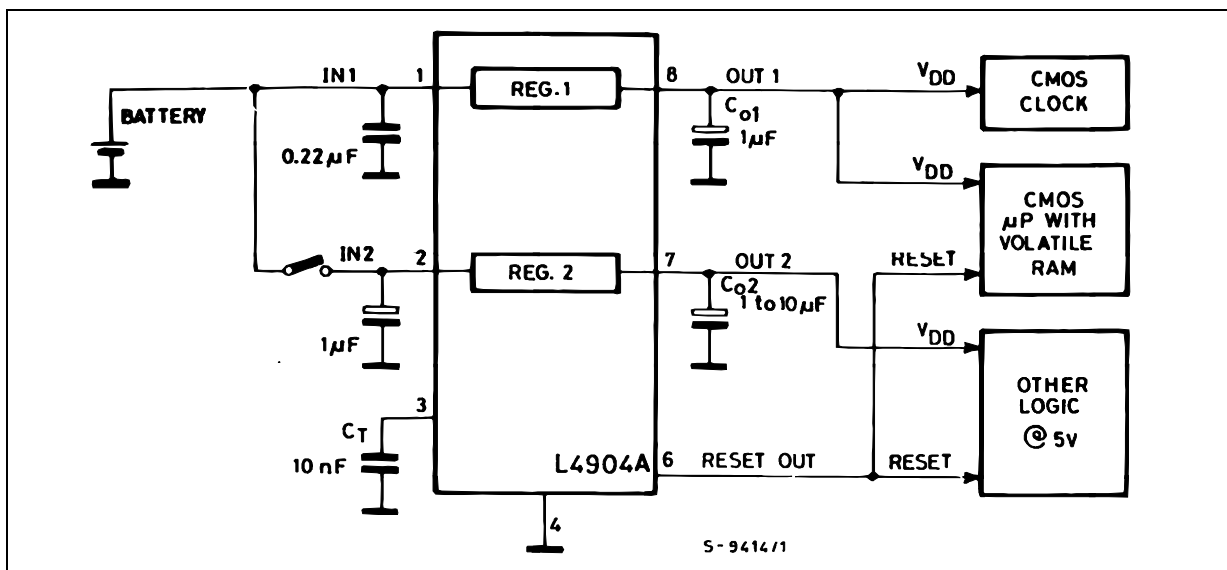 IN1
1
REG. 1
8
OUT 1
VDD
CMOS
CLOCK
BATTERY
0.22µF
Co1
1µF
VDD
CMOS
µP WITH
VOLATILE
RAM
RESET
IN2
2
REG. 2
7
OUT 2
Co2
1 to 10µF
1µF
VDD
OTHER
LOGIC
@ 5V
3
CT
10 nF
L4904A
6
RESET OUT
RESET
4
S-9414/1